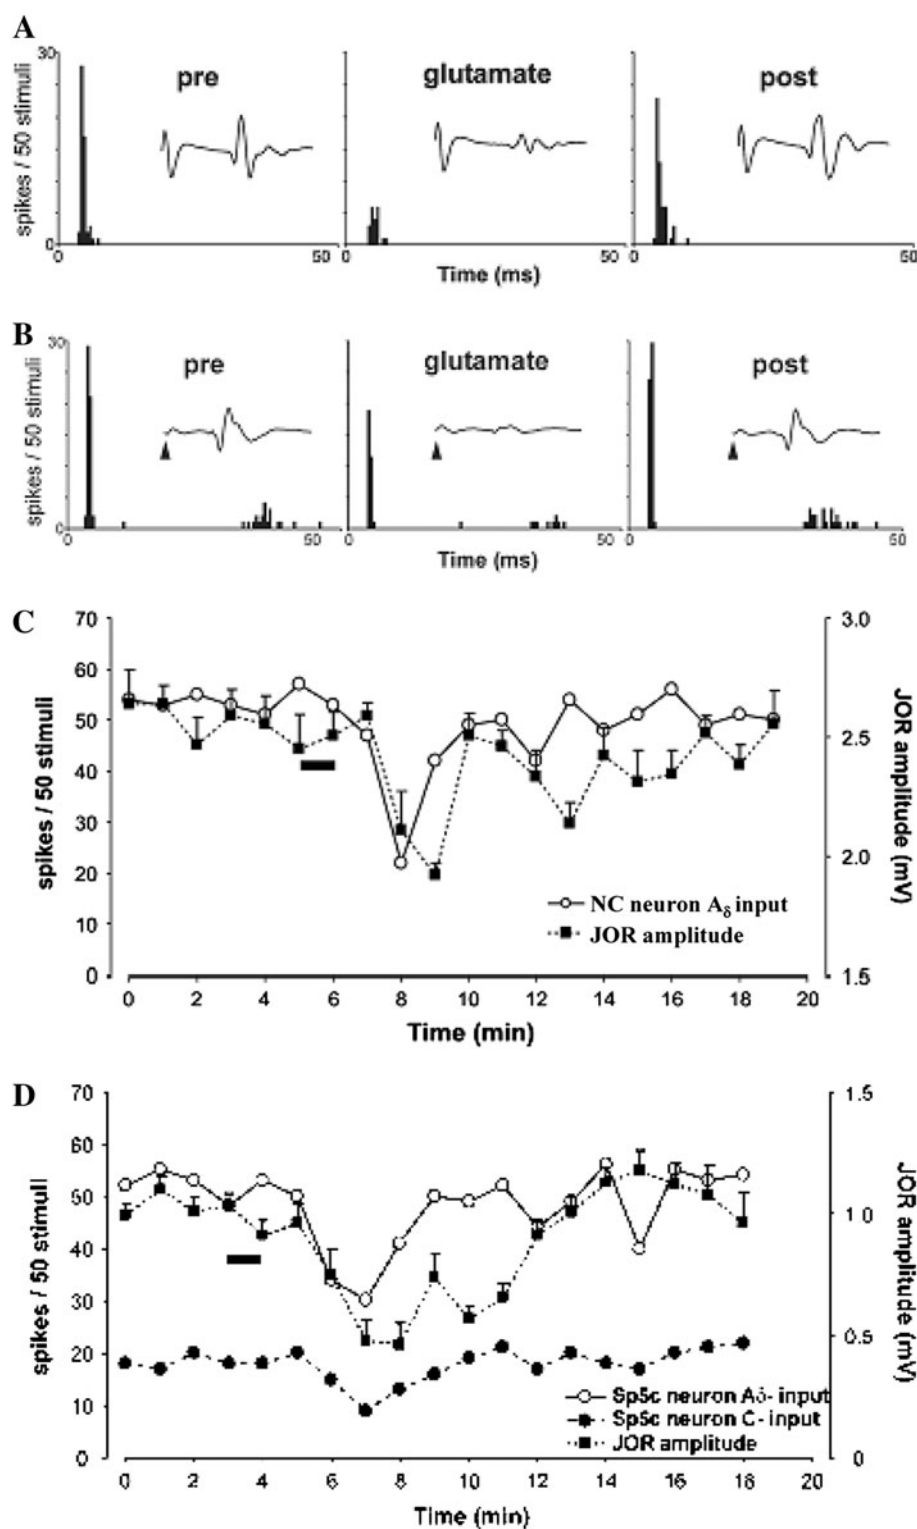 A
30
spikes / 50 stimuli
0
pre
glutamate
post
0
50
0
50
0
50
Time (ms)
B
30
spikes / 50 stimuli
0
pre
glutamate
post
0
50
0
50
0
50
Time (ms)
C
70
60
50
40
30
20
10
0
spikes / 50 stimuli
3.0
2.5
2.0
1.5
JOR amplitude (mV)
NC neuron Aδ input
JOR amplitude
0 2 4 6 8 10 12 14 16 18 20
Time (min)
D
70
60
50
40
30
20
10
0
spikes / 50 stimuli
1.5
1.0
0.5
0
JOR amplitude (mV)
Sp5c neuron Aδ- input
Sp5c neuron C- input
JOR amplitude
0 2 4 6 8 10 12 14 16 18 20
Time (min)